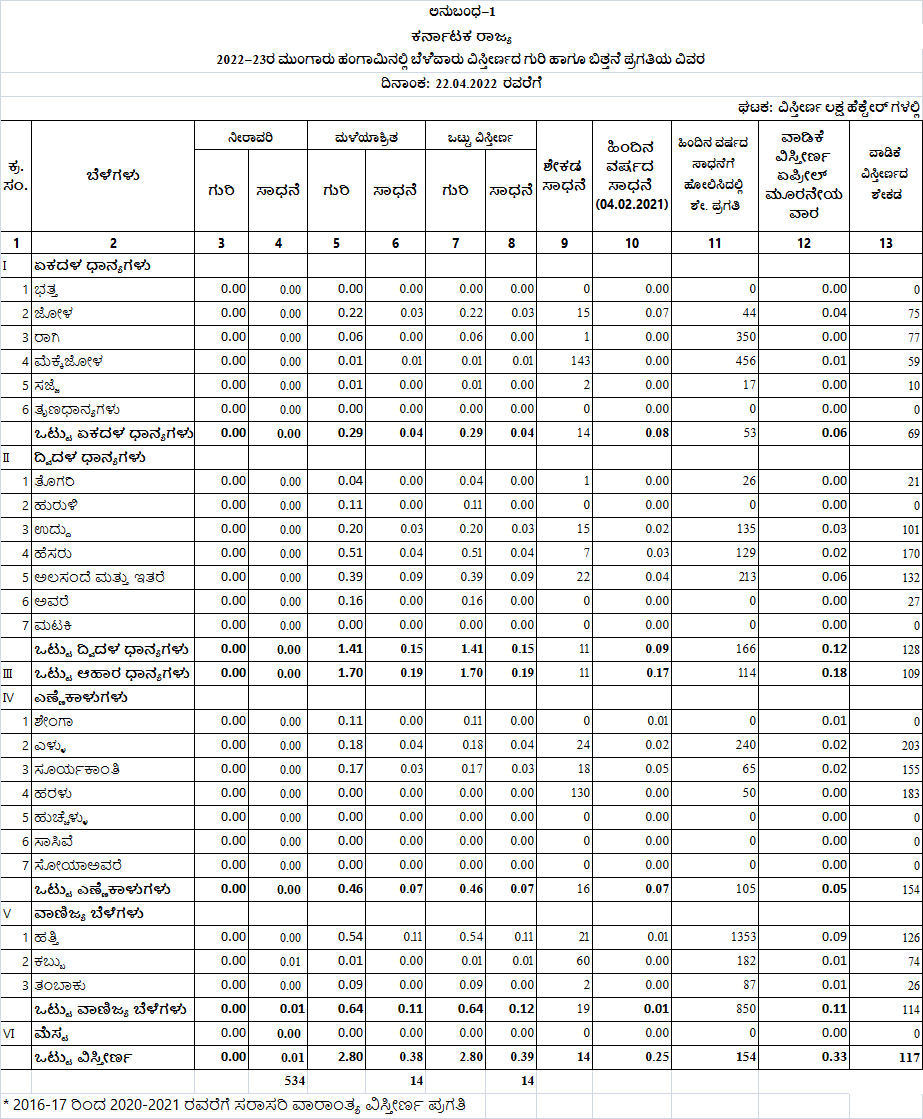 ಅನುಬಂಧ–1
ಕರ್ನಾಟಕ ರಾಜ್ಯ
2022–23ರ ಮುಂಗಾರು ಹಂಗಾಮಿನಲ್ಲಿ ಬೆಳೆವಾರು ವಿಸ್ತೀರ್ಣದ ಗುರಿ ಹಾಗೂ ಬಿತ್ತನೆ ಪ್ರಗತಿಯ ವಿವರ
ದಿನಾಂಕ: 22.04.2022 ರವರೆಗೆ
ಘಟಕ: ವಿಸ್ತೀರ್ಣ ಲಕ್ಷ ಹೆಕ್ಟೇರ್ ಗಳಲ್ಲಿ
ಕ್ರ. ಸಂ. ಬೆಳೆಗಳು ನೀರಾವರಿ ಮಳೆಯಾಶ್ರಿತ ಒಟ್ಟು ವಿಸ್ತೀರ್ಣ ಶೇಕಡ ಸಾಧನೆ ಹಿಂದಿನ ವರ್ಷದ ಸಾಧನೆ (04.02.2021) ಹಿಂದಿನ ವರ್ಷದ ಸಾಧನೆಗೆ ಹೋಲಿಸಿದಲ್ಲಿ ಶೇ. ಪ್ರಗತಿ ವಾಡಿಕೆ ವಿಸ್ತೀರ್ಣ ಏಪ್ರೀಲ್ ಮೂರನೇಯ ವಾರ ವಾಡಿಕೆ ವಿಸ್ತೀರ್ಣದ ಶೇಕಡ
ಗುರಿ ಸಾಧನೆ ಗುರಿ ಸಾಧನೆ ಗುರಿ ಸಾಧನೆ
1 2 3 4 5 6 7 8 9 10 11 12 13
I ಏಕದಳ ಧಾನ್ಯಗಳು
1 ಭತ್ತ 0.00 0.00 0.00 0.00 0.00 0.00 0 0.00 0 0.00 0
2 ಜೋಳ 0.00 0.00 0.22 0.03 0.22 0.03 15 0.07 44 0.04 75
3 ರಾಗಿ 0.00 0.00 0.06 0.00 0.06 0.00 1 0.00 350 0.00 77
4 ಮೆಕ್ಕೆಜೋಳ 0.00 0.00 0.01 0.01 0.01 0.01 143 0.00 456 0.01 59
5 ಸಜ್ಜೆ 0.00 0.00 0.01 0.00 0.01 0.00 2 0.00 17 0.00 10
6 ತೃಣಧಾನ್ಯಗಳು 0.00 0.00 0.00 0.00 0.00 0.00 0 0.00 0 0.00 0
ಒಟ್ಟು ಏಕದಳ ಧಾನ್ಯಗಳು 0.00 0.00 0.29 0.04 0.29 0.04 14 0.08 53 0.06 69
II ದ್ವಿದಳ ಧಾನ್ಯಗಳು
1 ತೊಗರಿ 0.00 0.00 0.04 0.00 0.04 0.00 1 0.00 26 0.00 21
2 ಹುರುಳಿ 0.00 0.00 0.11 0.00 0.11 0.00 0 0.00 0 0.00 0
3 ಉದ್ದು 0.00 0.00 0.20 0.03 0.20 0.03 15 0.02 135 0.03 101
4 ಹೆಸರು 0.00 0.00 0.51 0.04 0.51 0.04 7 0.03 129 0.02 170
5 ಅಲಸಂದೆ ಮತ್ತು ಇತರೆ 0.00 0.00 0.39 0.09 0.39 0.09 22 0.04 213 0.06 132
6 ಅವರೆ 0.00 0.00 0.16 0.00 0.16 0.00 0 0.00 0 0.00 27
7 ಮಟಕಿ 0.00 0.00 0.00 0.00 0.00 0.00 0 0.00 0 0.00 0
ಒಟ್ಟು ದ್ವಿದಳ ಧಾನ್ಯಗಳು 0.00 0.00 1.41 0.15 1.41 0.15 11 0.09 166 0.12 128
III ಒಟ್ಟು ಆಹಾರ ಧಾನ್ಯಗಳು 0.00 0.00 1.70 0.19 1.70 0.19 11 0.17 114 0.18 109
IV ಎಣ್ಣೆಕಾಳುಗಳು
1 ಶೇಂಗಾ 0.00 0.00 0.11 0.00 0.11 0.00 0 0.01 0 0.01 0
2 ಎಳ್ಳು 0.00 0.00 0.18 0.04 0.18 0.04 24 0.02 240 0.02 203
3 ಸೂರ್ಯಕಾಂತಿ 0.00 0.00 0.17 0.03 0.17 0.03 18 0.05 65 0.02 155
4 ಹರಳು 0.00 0.00 0.00 0.00 0.00 0.00 130 0.00 50 0.00 183
5 ಹುಚ್ಚೆಳ್ಳು 0.00 0.00 0.00 0.00 0.00 0.00 0 0.00 0 0.00 0
6 ಸಾಸಿವೆ 0.00 0.00 0.00 0.00 0.00 0.00 0 0.00 0 0.00 0
7 ಸೋಯಾಅವರೆ 0.00 0.00 0.00 0.00 0.00 0.00 0 0.00 0 0.00 0
ಒಟ್ಟು ಎಣ್ಣೆಕಾಳುಗಳು 0.00 0.00 0.46 0.07 0.46 0.07 16 0.07 105 0.05 154
V ವಾಣಿಜ್ಯ ಬೆಳೆಗಳು
1 ಹತ್ತಿ 0.00 0.00 0.54 0.11 0.54 0.11 21 0.01 1353 0.09 126
2 ಕಬ್ಬು 0.00 0.01 0.01 0.00 0.01 0.01 60 0.00 182 0.01 74
3 ತಂಬಾಕು 0.00 0.00 0.09 0.00 0.09 0.00 2 0.00 87 0.01 26
ಒಟ್ಟು ವಾಣಿಜ್ಯ ಬೆಳೆಗಳು 0.00 0.01 0.64 0.11 0.64 0.12 19 0.01 850 0.11 114
VI ಮೆಸ್ಟ 0.00 0.00 0.00 0.00 0.00 0.00 0 0.00 0 0.00 0
ಒಟ್ಟು ವಿಸ್ತೀರ್ಣ 0.00 0.01 2.80 0.38 2.80 0.39 14 0.25 154 0.33 117
534 14 14
* 2016-17 ರಿಂದ 2020-2021 ರವರೆಗೆ ಸರಾಸರಿ ವಾರಾಂತ್ಯ ವಿಸ್ತೀರ್ಣ ಪ್ರಗತಿ